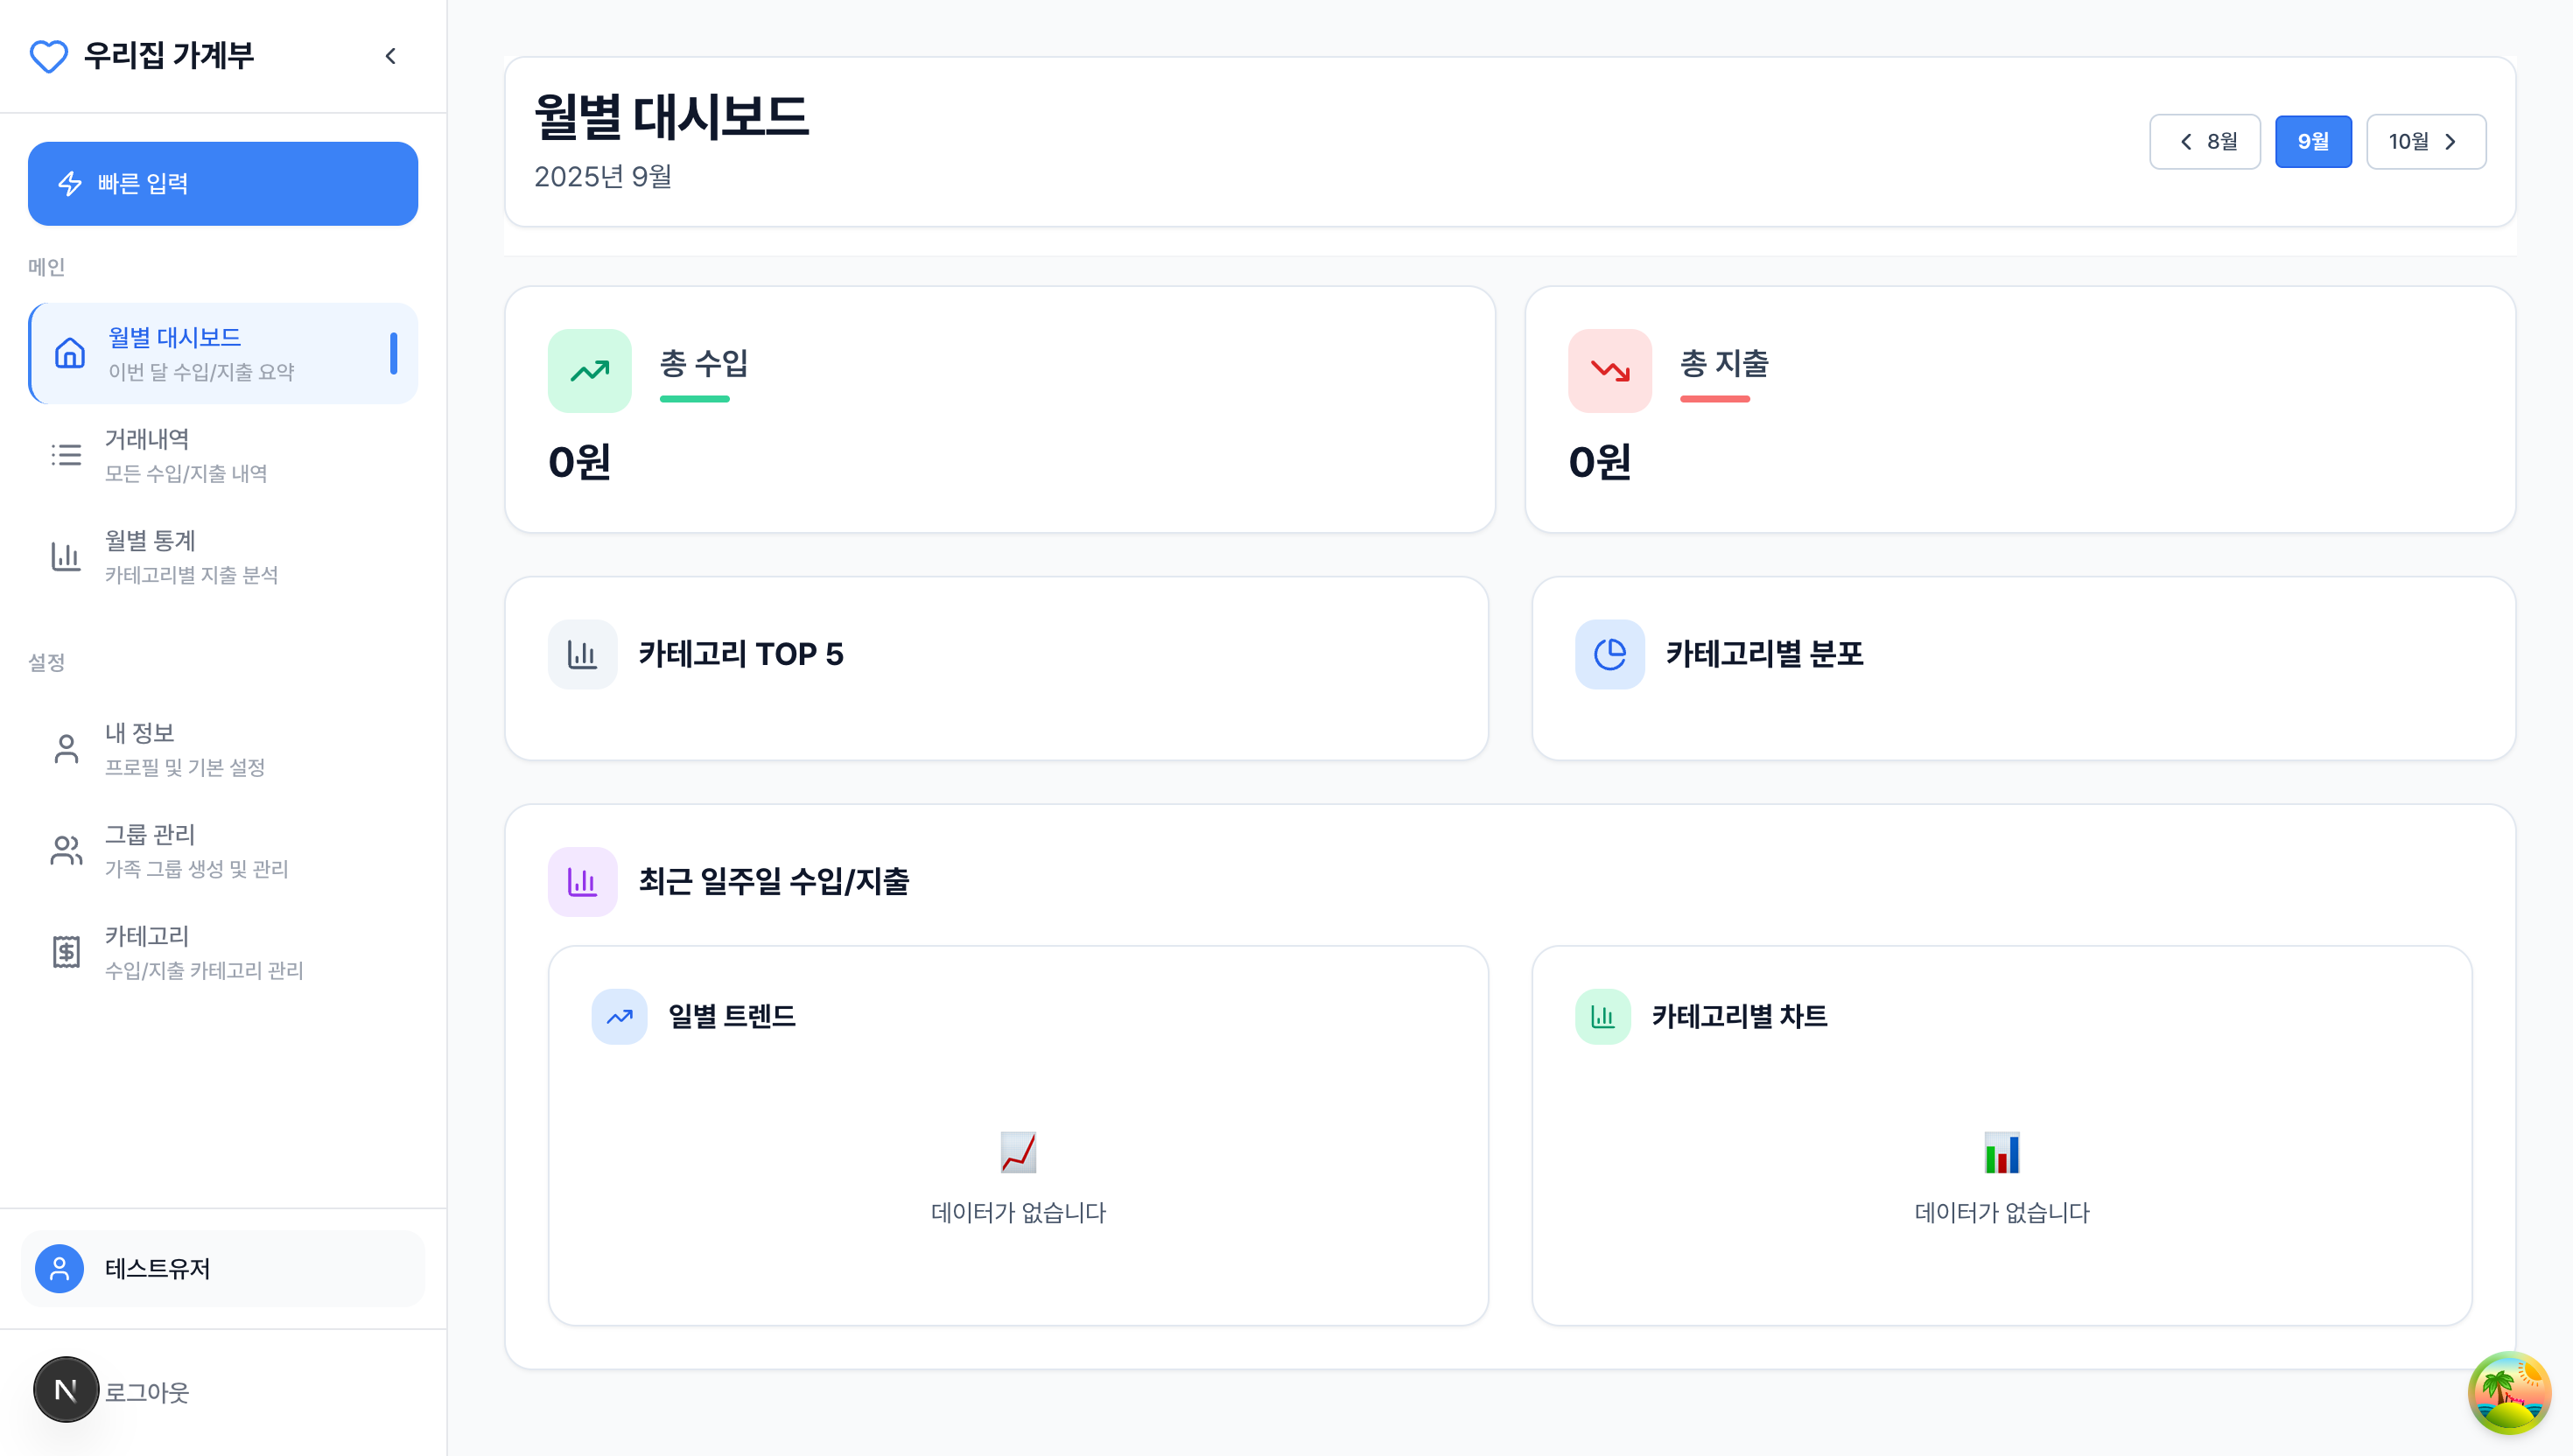 우리집 가계부
빠른 입력
메인
월별 대시보드
이번 달 수입/지출 요약
거래내역
모든 수입/지출 내역
월별 통계
카테고리별 지출 분석
설정
내 정보
프로필 및 기본 설정
그룹 관리
가족 그룹 생성 및 관리
카테고리
수입/지출 카테고리 관리
테스트유저
N
로그아웃
월별 대시보드
2025년 9월
8월
9월
10월
총 수입
0원
총 지출
0원
카테고리 TOP 5
카테고리별 분포
최근 일주일 수입/지출
일별 트렌드
데이터가 없습니다
카테고리별 차트
데이터가 없습니다